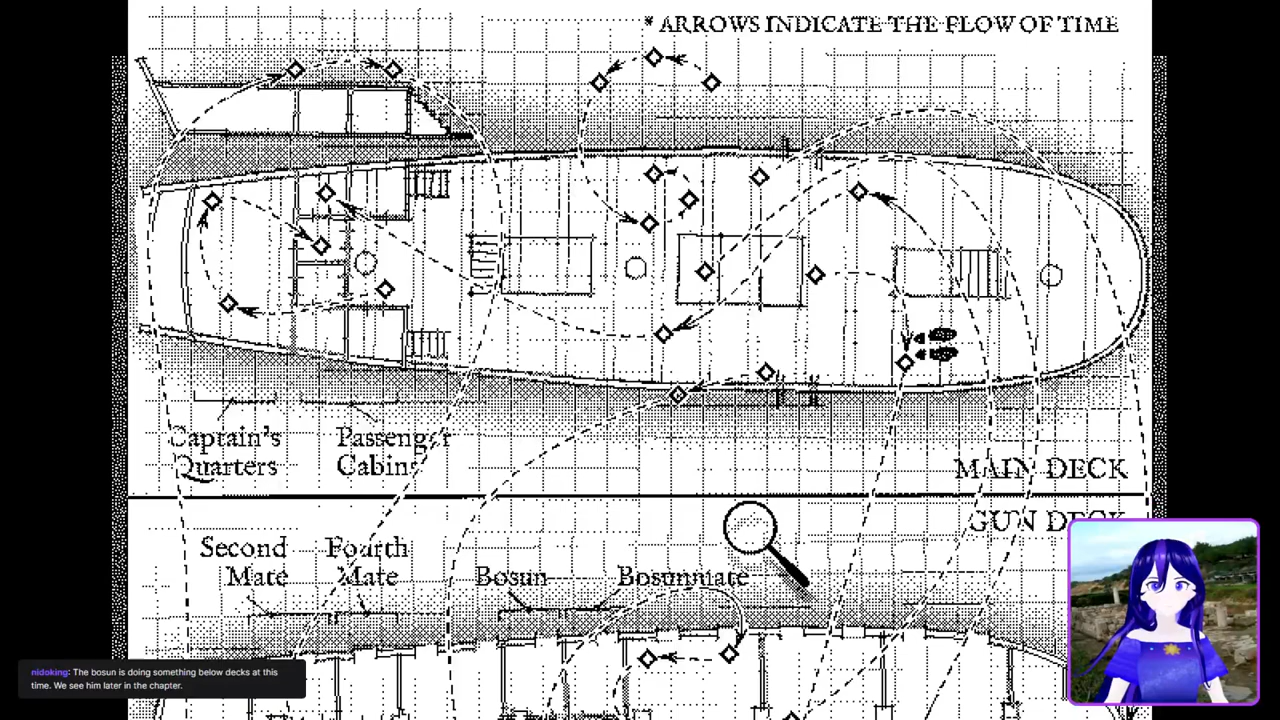 * ARROWS INDICATE THE FLOW OF TIME
Captain's
Quarters
Passenger
Cabins
MAIN DECK
GUN DECK
Second
Mate
Fourth
Mate
Bosun
Bosunmate
nidoking: The bosun is doing something below decks at this
time. We see him later in the chapter.